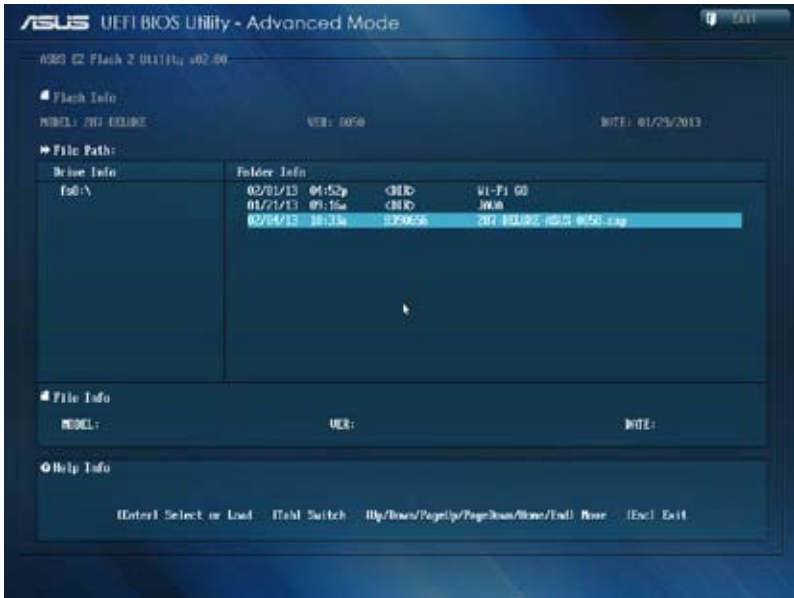 ASUS UEFI BIOS Utility - Advanced Mode
EXIT
ASUS EZ Flash 2 Utility v02.00
Flash Info
MODEL: Z87 DELUXE VER: 0050 DATE: 01/29/2013
File Path:
Drive Info
fs0:\
Folder Info
02/01/13 04:52p <DIR> Wi-Fi GO
01/21/13 09:16a <DIR> JAVA
02/04/13 10:33a 8390656 Z87 DELUXE ASUS 0050.cap
File Info
MODEL: VER: DATE:
Help Info
[Enter] Select or Load [Tab] Switch [Up/Down/PageUp/PageDown/Home/End] Move [Esc] Exit